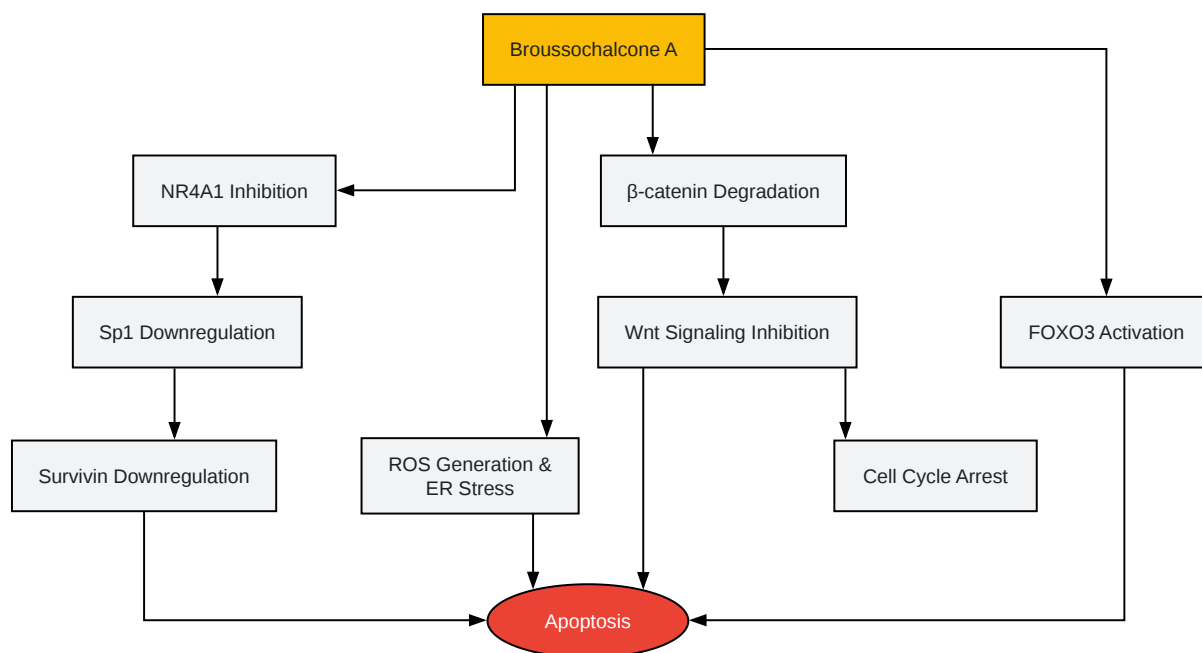 Broussochalcone A
NR4A1 Inhibition
β-catenin Degradation
Sp1 Downregulation
Wnt Signaling Inhibition
FOXO3 Activation
Survivin Downregulation
ROS Generation &
ER Stress
Cell Cycle Arrest
Apoptosis